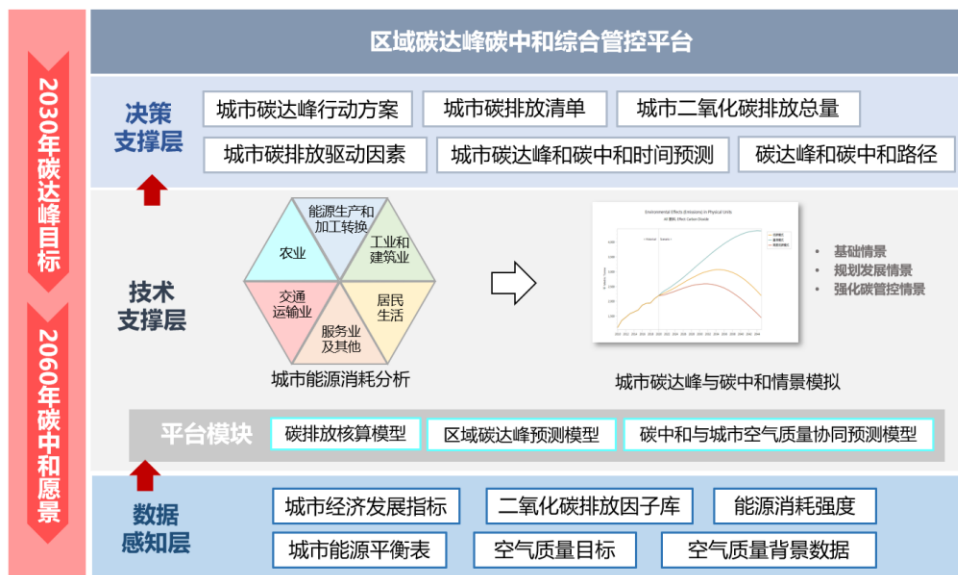 区域碳达峰碳中和综合管控平台
2030年碳达峰目标
2060年碳中和愿景
决策
支撑层
城市碳达峰行动方案
城市碳排放清单
城市二氧化碳排放总量
城市碳排放驱动因素
城市碳达峰和碳中和时间预测
碳达峰和碳中和路径
技术
支撑层
能源生产和
加工转换
农业
工业和
建筑业
交通
运输业
居民
生活
服务业
及其他
城市能源消耗分析
Environmental Effects (Emissions) in Physical Units
基础情景
规划发展情景
强化碳管控情景
城市碳达峰与碳中和情景模拟
平台模块
碳排放核算模型
区域碳达峰预测模型
碳中和与城市空气质量协同预测模型
数据
感知层
城市经济发展指标
二氧化碳排放因子库
能源消耗强度
城市能源平衡表
空气质量目标
空气质量背景数据